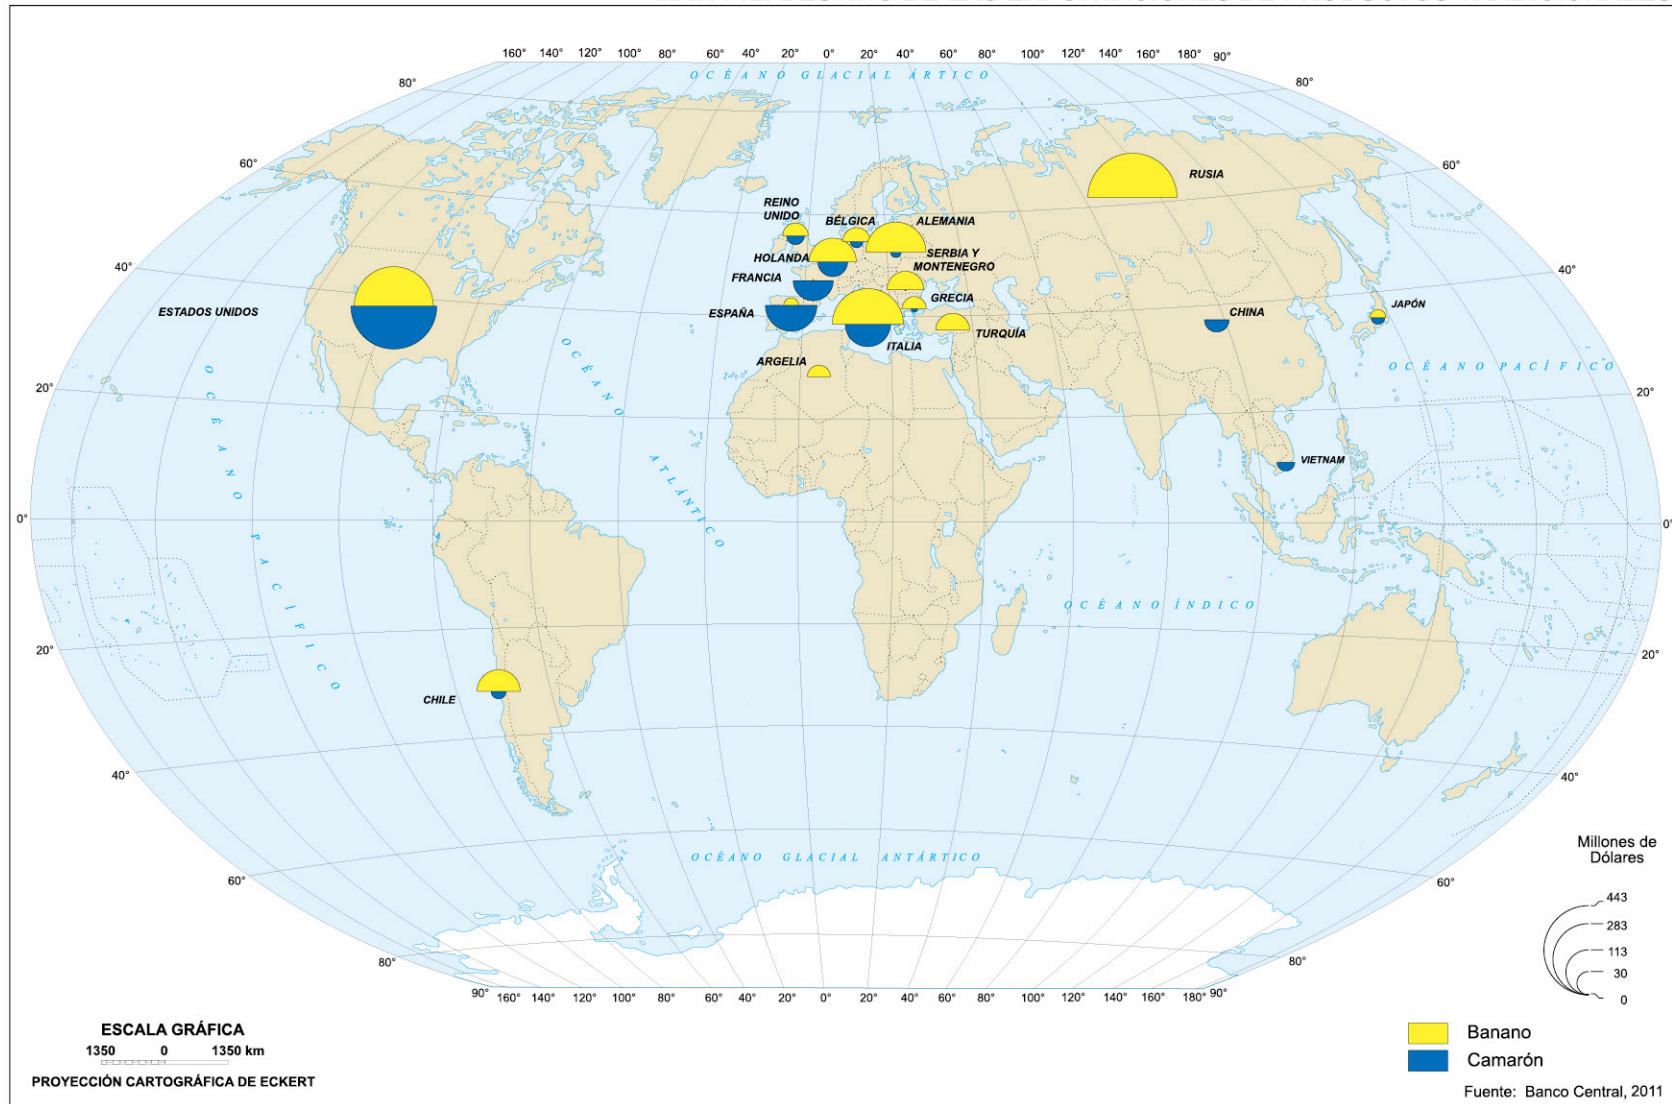 160° 140° 120° 100° 80° 60° 40° 20° 0° 20° 40° 60° 80° 100° 120° 140° 160° 180° 90°
OCÉANO GLACIAL ÁRTICO
80° 80°
60° 60°
RUSIA
REINO
UNIDO
BÉLGICA
ALEMANIA
HOLANDA
SERBIA Y
MONTENEGRO
40° 40°
FRANCIA
GRECIA
ESTADOS UNIDOS
ESPAÑA
CHINA
JAPÓN
TURQUÍA
ITALIA
ARGELIA
OCÉANO PACÍFICO
OCÉANO ATLÁNTICO
OCÉANO PACÍFICO
20° 20°
VIETNAM
0° 0°
OCÉANO ÍNDICO
20° 20°
CHILE
40° 40°
OCÉANO GLACIAL ANTÁRTICO
60° 60°
80° 80°
90° 160° 140° 120° 100° 80° 60° 40° 20° 0° 20° 40° 60° 80° 100° 120° 140° 160° 180° 90°
Millones de
Dólares
443
283
113
30
0
ESCALA GRÁFICA
1350 0 1350 km
PROYECCIÓN CARTOGRÁFICA DE ECKERT
Banano
Camarón
Fuente: Banco Central, 2011